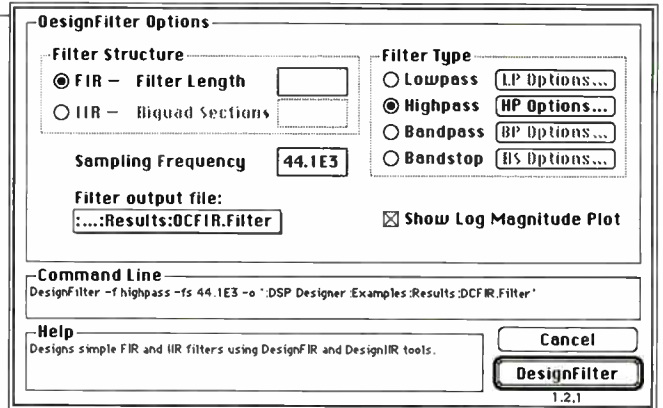 DesignFilter Options
Filter Structure
FIR – Filter Length
IIR – Biquad Sections
Sampling Frequency 44.1E3
Filter output file:
:...:Results:DCFIR.Filter
Filter Type
Lowpass LP Options...
Highpass HP Options...
Bandpass BP Options...
Bandstop BS Options...
Show Log Magnitude Plot
Command Line
DesignFilter -f highpass -fs 44.1E3 -o ':DSP Designer:Examples:Results:DCFIR.Filter'
Help
Designs simple FIR and IIR filters using DesignFIR and DesignIIR tools.
Cancel
DesignFilter
1.2.1